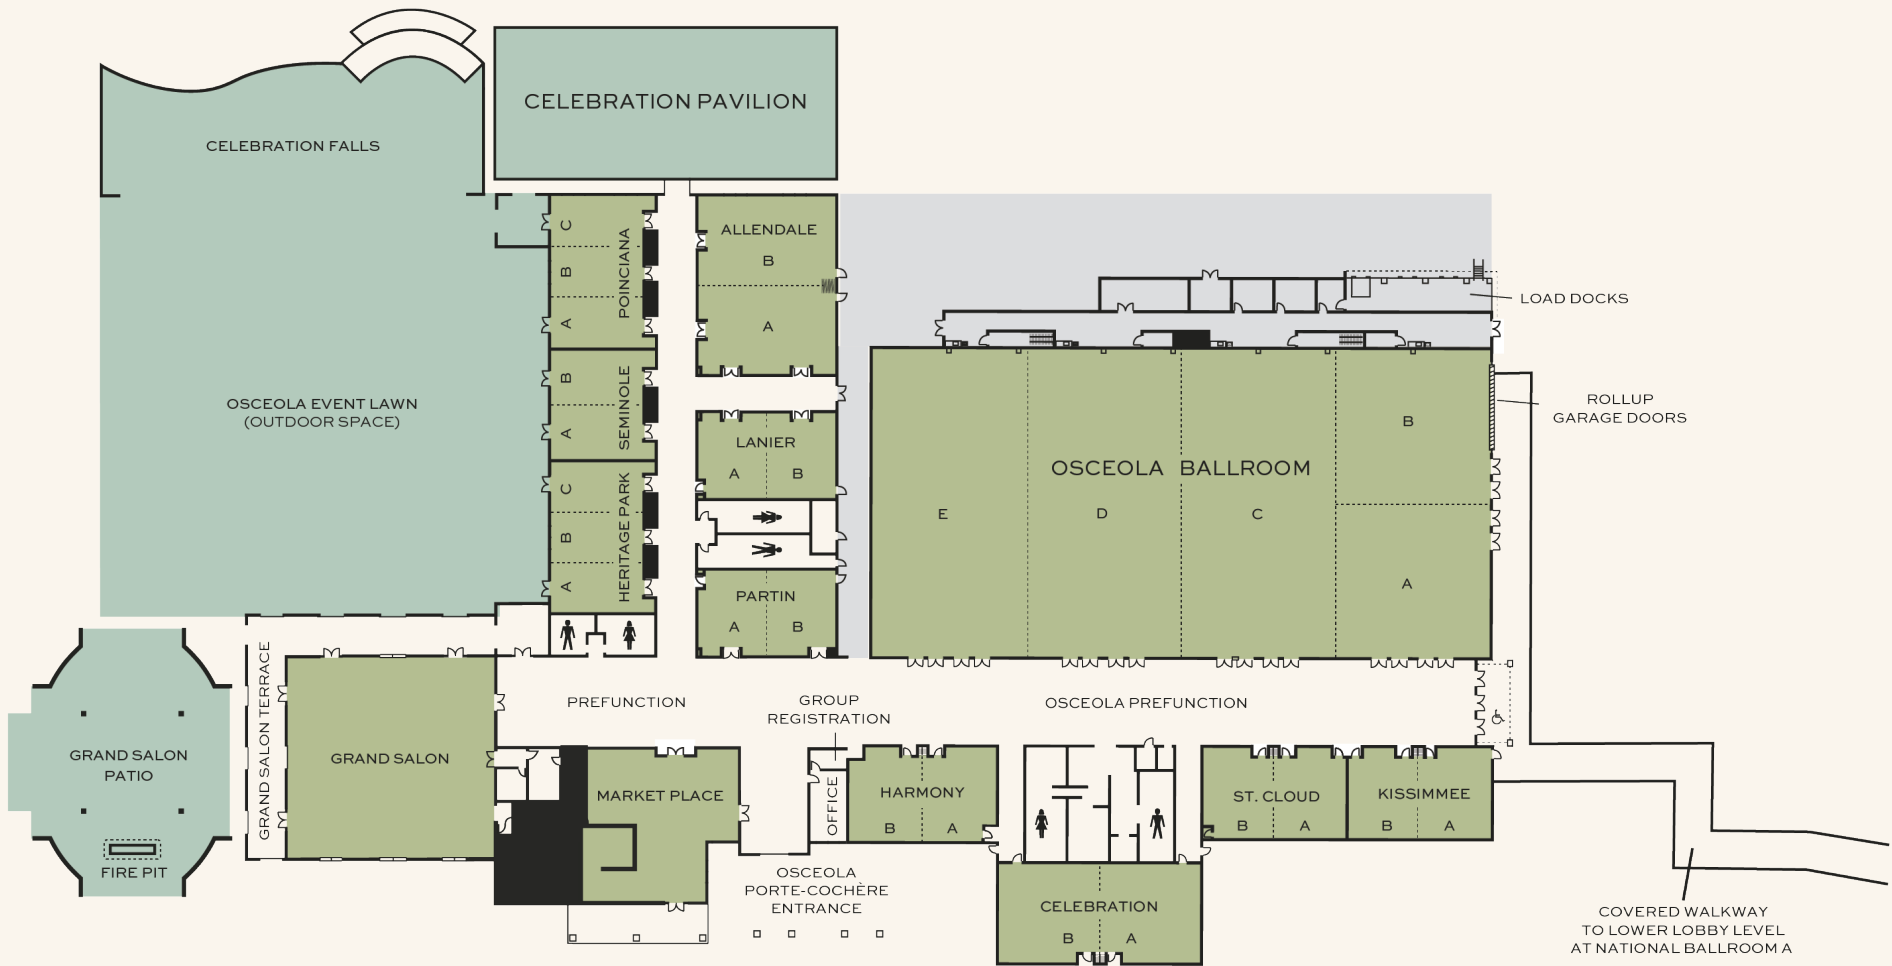 CELEBRATION PAVILION
CELEBRATION FALLS
OSCEOLA EVENT LAWN
(OUTDOOR SPACE)
C
B
A
POINCIANA
B
A
SEMINOLE
C
B
A
HERITAGE PARK
ALLENDALE
B
A
LANIER
A
B
PARTIN
A
B
LOAD DOCKS
ROLLUP
GARAGE DOORS
OSCEOLA BALLROOM
E
D
C
B
A
GRAND SALON
PATIO
FIRE PIT
GRAND SALON TERRACE
GRAND SALON
PREFUNCTION
MARKET PLACE
GROUP
REGISTRATION
OFFICE
OSCEOLA PREFUNCTION
HARMONY
B
A
OSCEOLA
PORTE-COCHÈRE
ENTRANCE
CELEBRATION
B
A
ST. CLOUD
B
A
KISSIMMEE
B
A
COVERED WALKWAY
TO LOWER LOBBY LEVEL
AT NATIONAL BALLROOM A